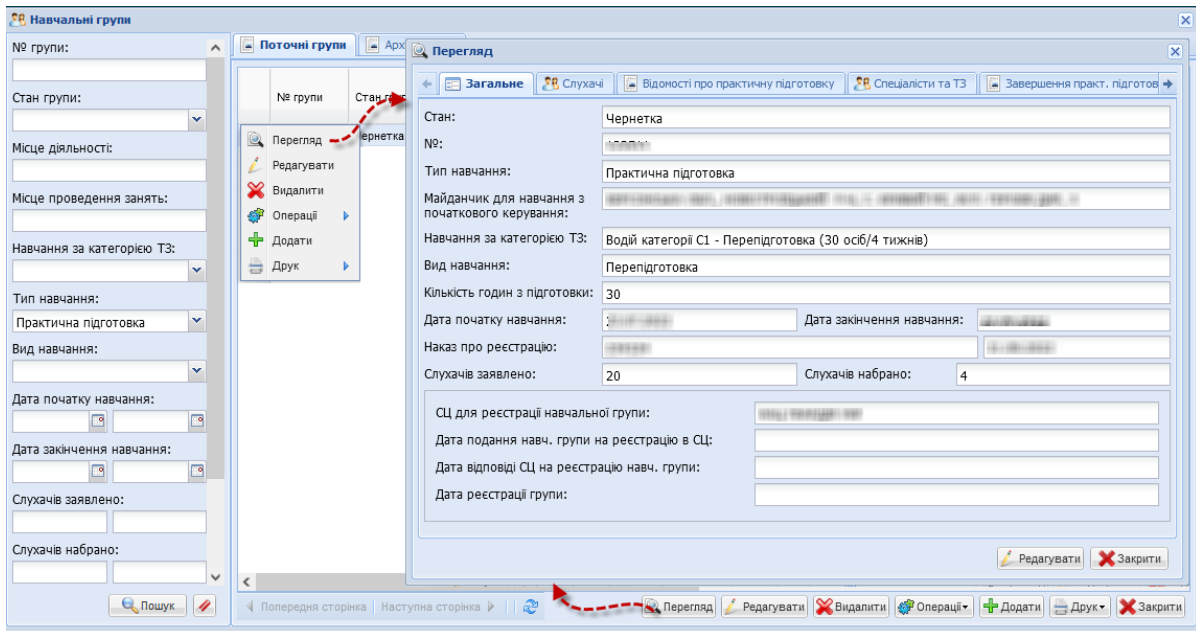 Навчальні групи
№ групи:
Стан групи:
Місце діяльності:
Місце проведення занять:
Навчання за категорією ТЗ:
Тип навчання:
Практична підготовка
Вид навчання:
Дата початку навчання:
Дата закінчення навчання:
Слухачів заявлено:
Слухачів набрано:
Пошук
Поточні групи
Арх
№ групи
Стан
ернетка
Перегляд
Редагувати
Видалити
Операції
Додати
Друк
Перегляд
Загальне
Слухачі
Відомості про практичну підготовку
Спеціалісти та ТЗ
Завершення практ. підготов
Стан: Чернетка
№:
Тип навчання: Практична підготовка
Майданчик для навчання з
початкового керування:
Навчання за категорією ТЗ: Водій категорії С1 - Перепідготовка (30 осіб/4 тижнів)
Вид навчання: Перепідготовка
Кількість годин з підготовки: 30
Дата початку навчання: Дата закінчення навчання:
Наказ про реєстрацію:
Слухачів заявлено: 20 Слухачів набрано: 4
СЦ для реєстрації навчальної групи:
Дата подання навч. групи на реєстрацію в СЦ:
Дата відповіді СЦ на реєстрацію навч. групи:
Дата реєстрації групи:
Редагувати Закрити
Попередня сторінка Наступна сторінка Перегляд Редагувати Видалити Операції Додати Друк Закрити